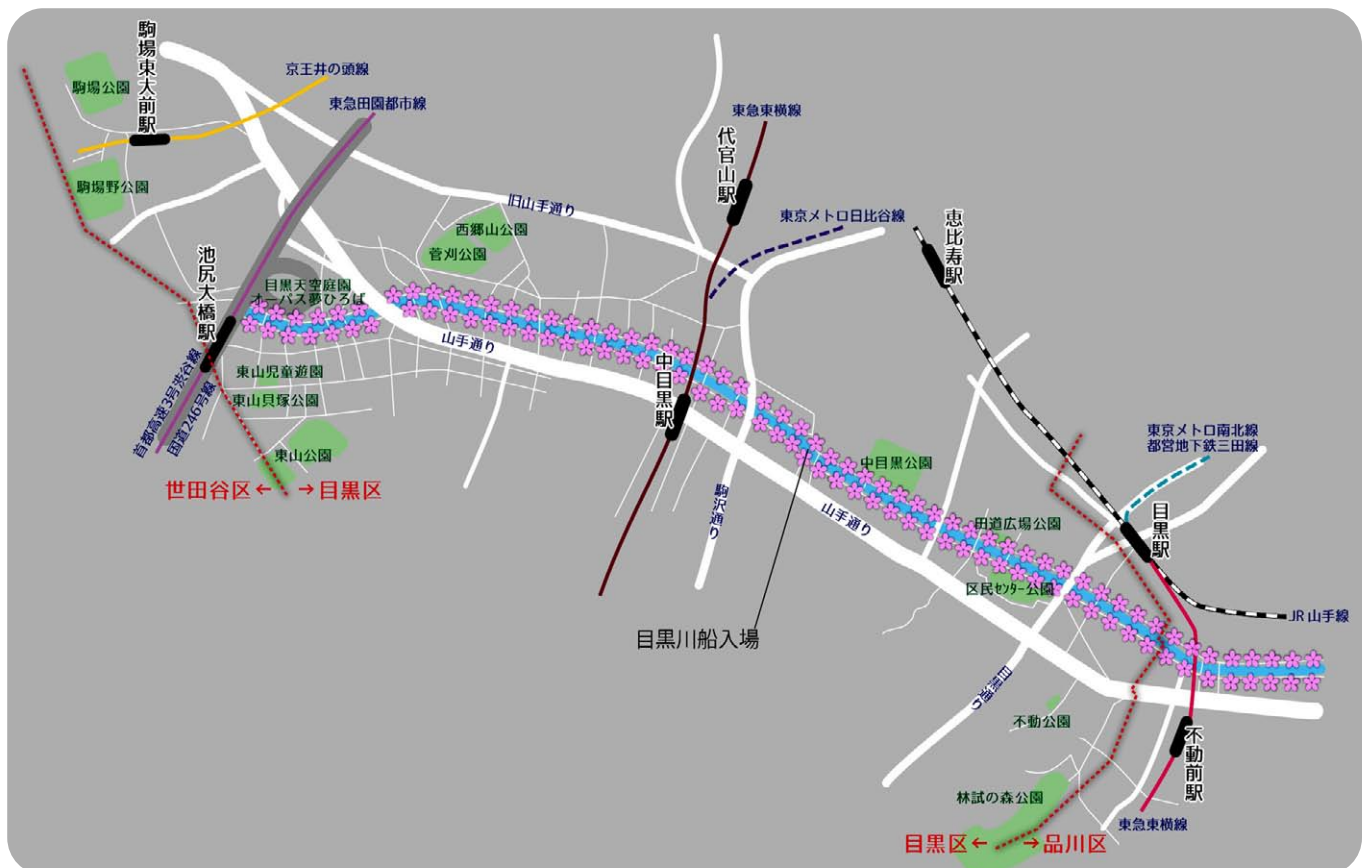 駒場東大前駅
駒場公園
京王井の頭線
東急田園都市線
駒場野公園
旧山手通り
西郷山公園
菅刈公園
代官山駅
東急東横線
東京メトロ日比谷線
恵比寿駅
池尻大橋駅
目黒天空庭園
オーパス夢ひろば
山手通り
東山児童遊園
東山貝塚公園
首都高速3号渋谷線
国道246号線
東山公園
世田谷区← →目黒区
中目黒駅
駒沢通り
中目黒公園
山手通り
東京メトロ南北線
都営地下鉄三田線
目黒駅
田道広場公園
区民センター公園
目黒川船入場
JR山手線
目黒通り
不動公園
不動前駅
林試の森公園
東急東横線
目黒区← →品川区